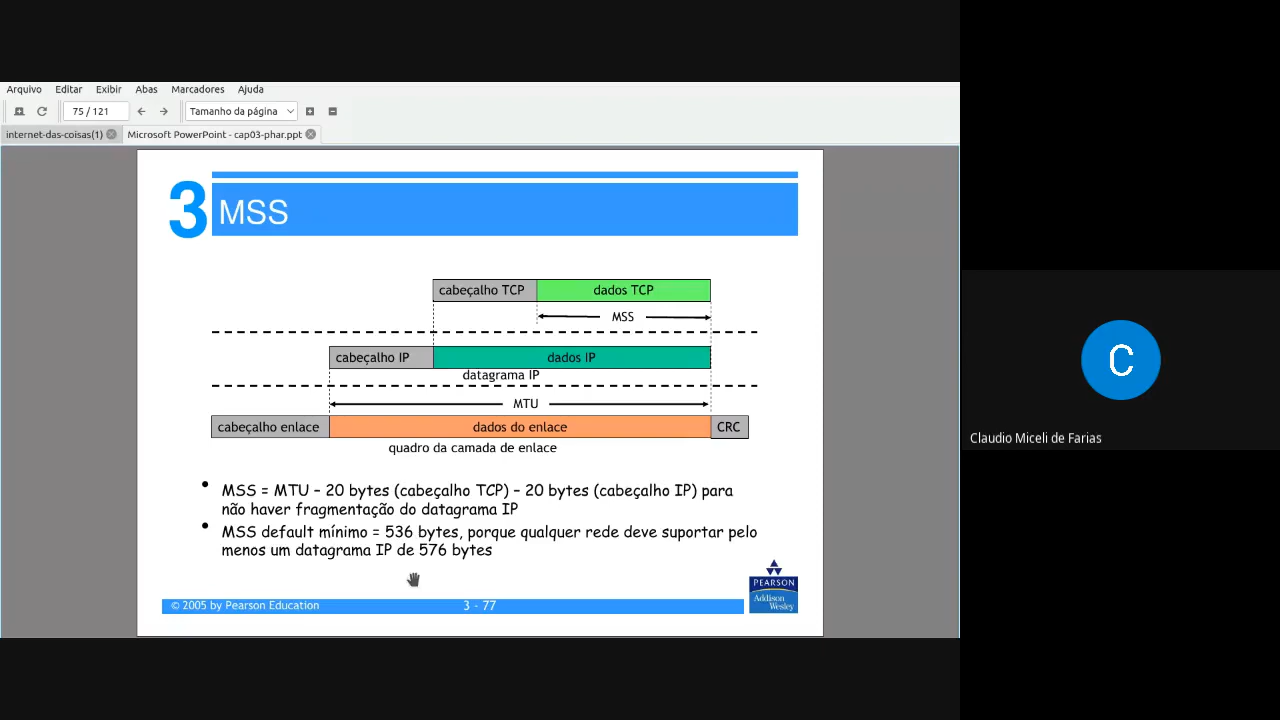 Arquivo Editar Exibir Abas Marcadores Ajuda
75 / 121 Tamanho da página
internet-das-coisas(1) Microsoft PowerPoint - cap03-phar.ppt
3 MSS
cabeçalho TCP dados TCP
MSS
cabeçalho IP dados IP
datagrama IP
MTU
cabeçalho enlace dados do enlace CRC
quadro da camada de enlace
• MSS = MTU – 20 bytes (cabeçalho TCP) – 20 bytes (cabeçalho IP) para
não haver fragmentação do datagrama IP
• MSS default mínimo = 536 bytes, porque qualquer rede deve suportar pelo
menos um datagrama IP de 576 bytes
PEARSON
Addison
Wesley
© 2005 by Pearson Education 3 - 77
C
Claudio Miceli de Farias